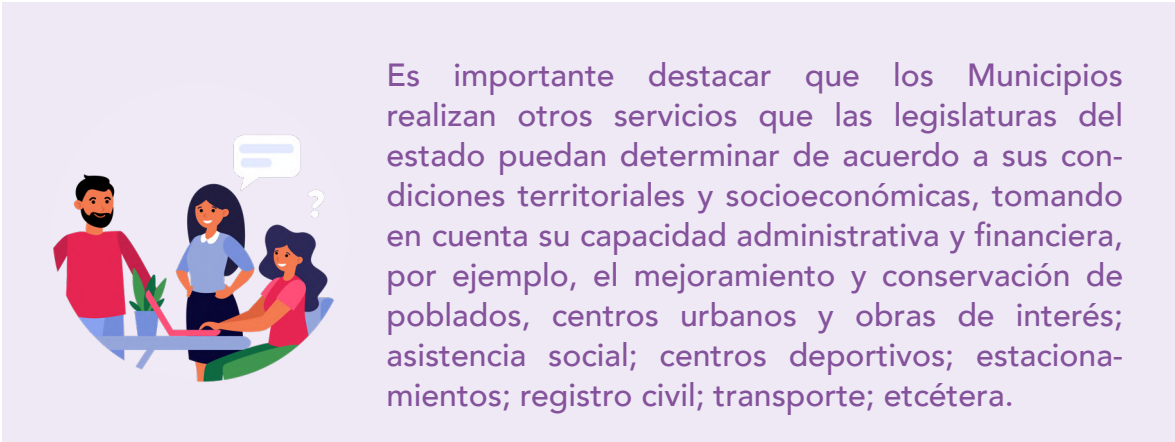 Es importante destacar que los Municipios
realizan otros servicios que las legislaturas del
estado puedan determinar de acuerdo a sus con-
diciones territoriales y socioeconómicas, tomando
en cuenta su capacidad administrativa y financiera,
por ejemplo, el mejoramiento y conservación de
poblados, centros urbanos y obras de interés;
asistencia social; centros deportivos; estaciona-
mientos; registro civil; transporte; etcétera.
?